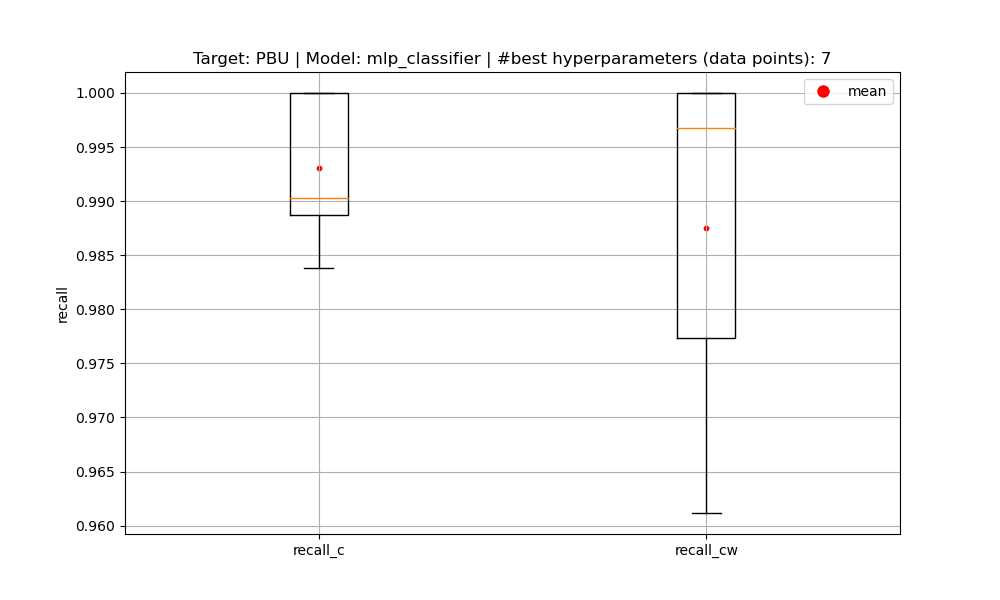 Target: PBU | Model: mlp_classifier | #best hyperparameters (data points): 7
mean
1.000
0.995
0.990
0.985
0.980
0.975
0.970
0.965
0.960
recall
recall_c
recall_cw